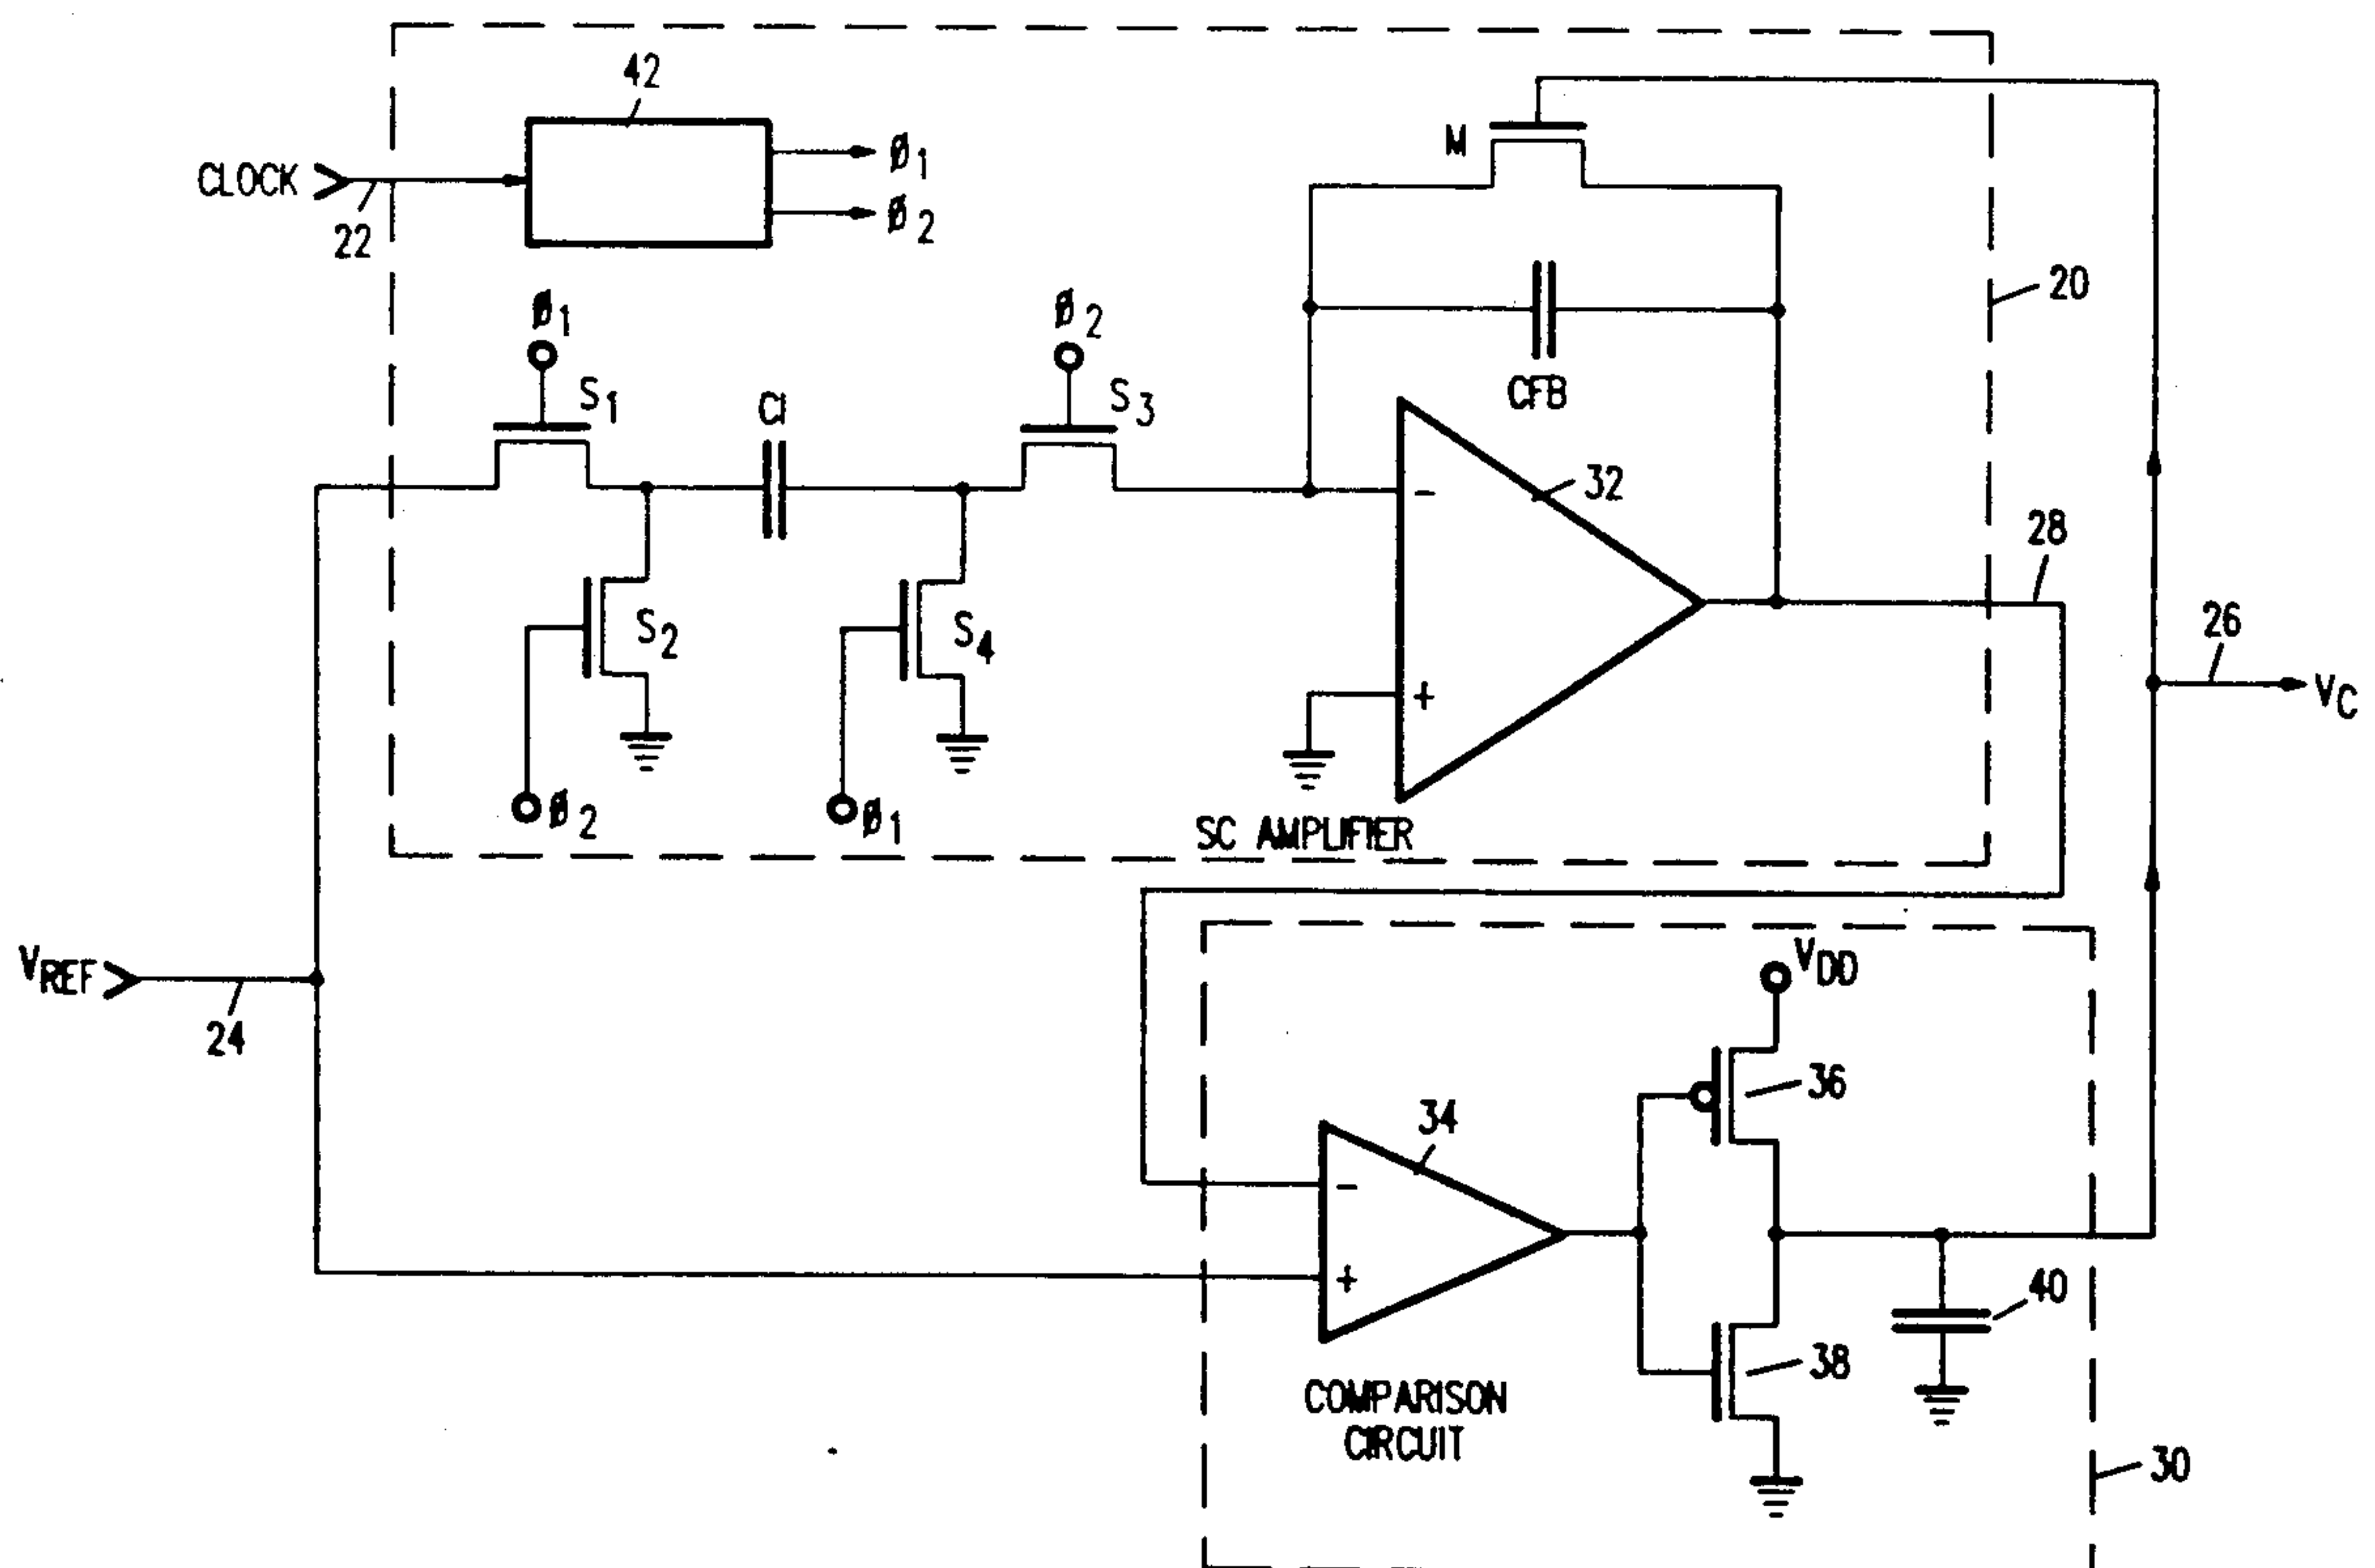 42
CLOCK
ø1
ø2
22
20
M
ø1
S1
CI
ø2
S3
CFB
32
28
26
S2
S4
VC
ø2
ø1
-
+
SC AMPLIFIER
VREF
24
VDD
36
34
-
+
40
38
COMPARISON
CIRCUIT
30